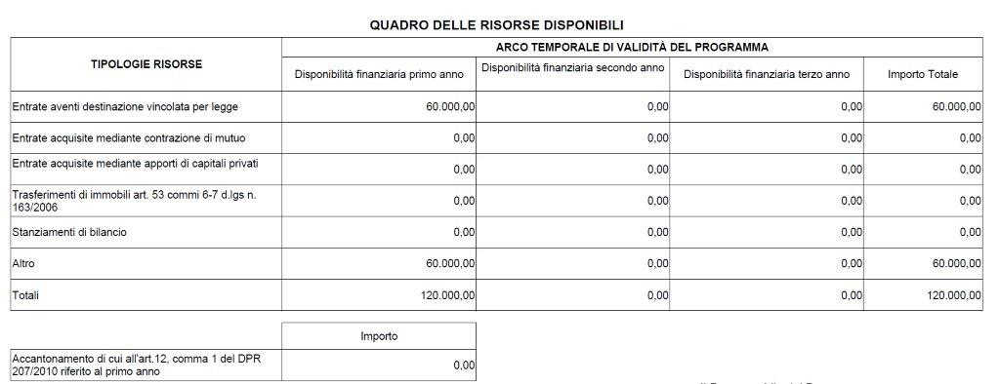 QUADRO DELLE RISORSE DISPONIBILI
TIPOLOGIE RISORSE
ARCO TEMPORALE DI VALIDITÀ DEL PROGRAMMA
Disponibilità finanziaria primo anno Disponibilità finanziaria secondo anno Disponibilità finanziaria terzo anno Importo Totale
Entrate aventi destinazione vincolata per legge 60.000,00 0,00 0,00 60.000,00
Entrate acquisite mediante contrazione di mutuo 0,00 0,00 0,00 0,00
Entrate acquisite mediante apporti di capitali privati 0,00 0,00 0,00 0,00
Trasferimenti di immobili art. 53 commi 6-7 d.lgs n.
163/2006 0,00 0,00 0,00 0,00
Stanziamenti di bilancio 0,00 0,00 0,00 0,00
Altro 60.000,00 0,00 0,00 60.000,00
Totali 120.000,00 0,00 0,00 120.000,00
Importo
Accantonamento di cui all'art.12, comma 1 del DPR
207/2010 riferito al primo anno 0,00